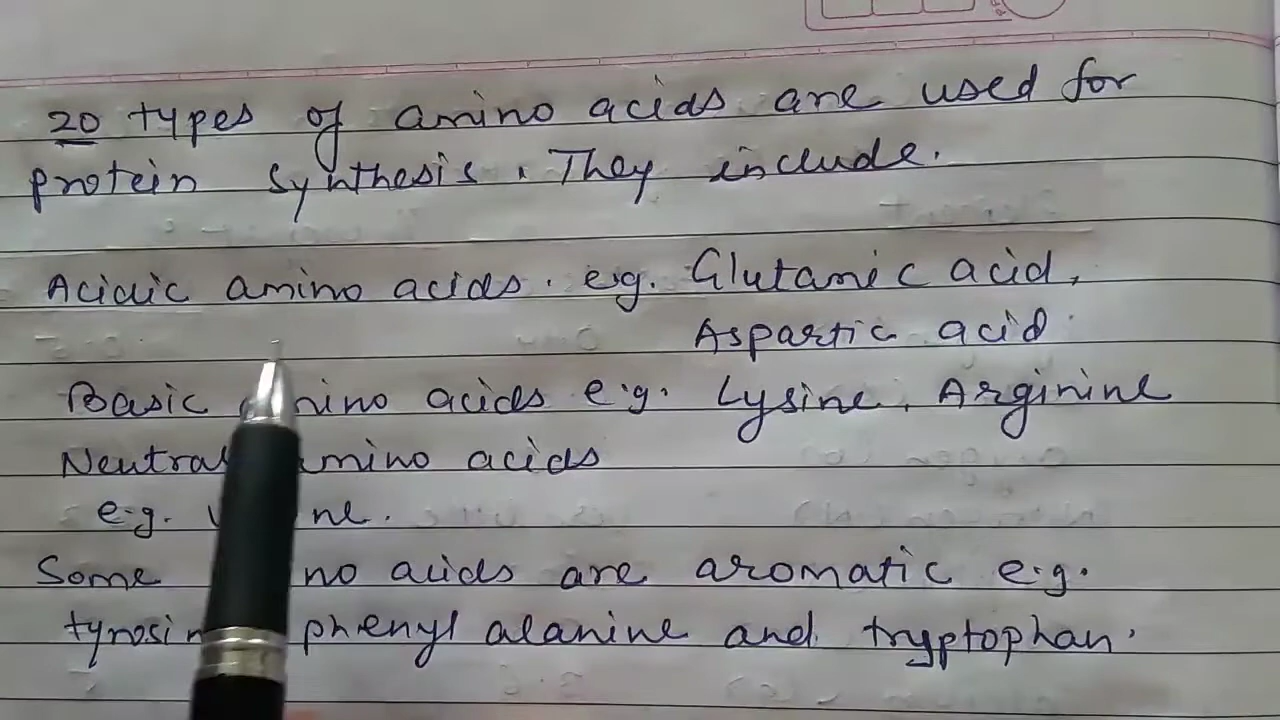 20 types of amino acids are used for
protein synthesis. They include.
Acidic amino acids. e.g. Glutamic acid,
Aspartic acid
Basic amino acids e.g. Lysine, Arginine
Neutral amino acids
e.g.
Some acids are aromatic e.g.
phenyl alanine and tryptophan.